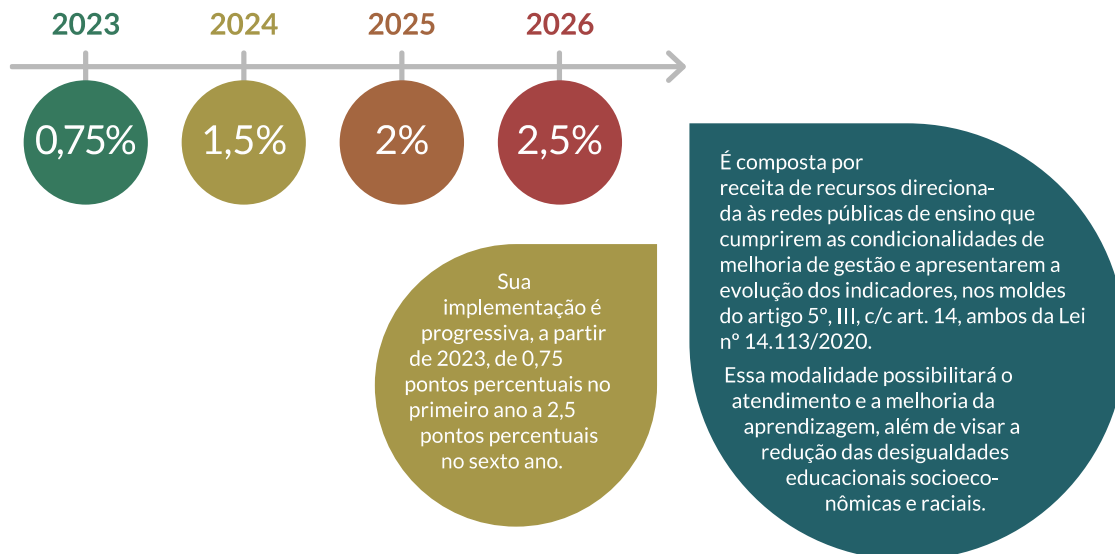 2023 2024 2025 2026
0,75% 1,5% 2% 2,5%
Sua
implementação é
progressiva, a partir
de 2023, de 0,75
pontos percentuais no
primeiro ano a 2,5
pontos percentuais
no sexto ano.
É composta por
receita de recursos direciona-
da às redes públicas de ensino que
cumprirem as condicionalidades de
melhoria de gestão e apresentarem a
evolução dos indicadores, nos moldes
do artigo 5º, III, c/c art. 14, ambos da Lei
nº 14.113/2020.
Essa modalidade possibilitará o
atendimento e a melhoria da
aprendizagem, além de visar a
redução das desigualdades
educacionais socioeco-
nômicas e raciais.